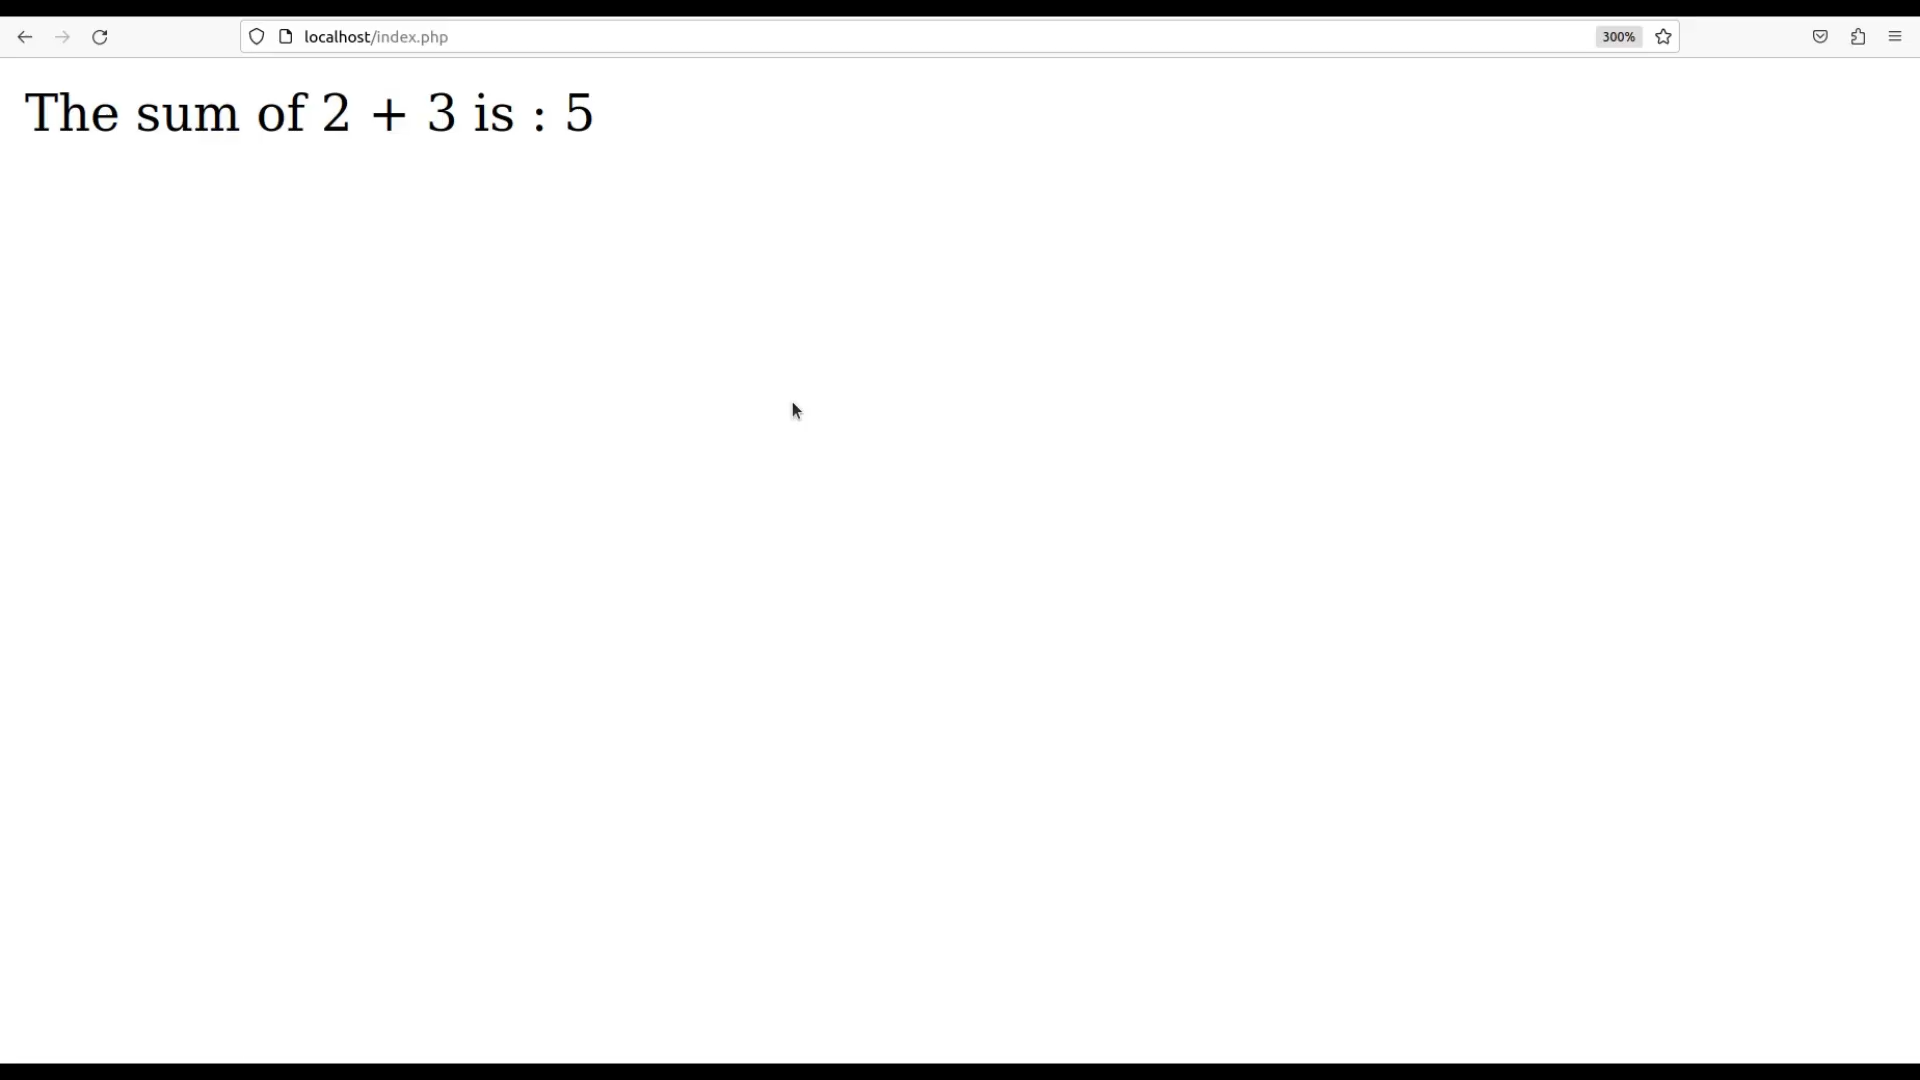 localhost/index.php
300%
The sum of 2 + 3 is : 5